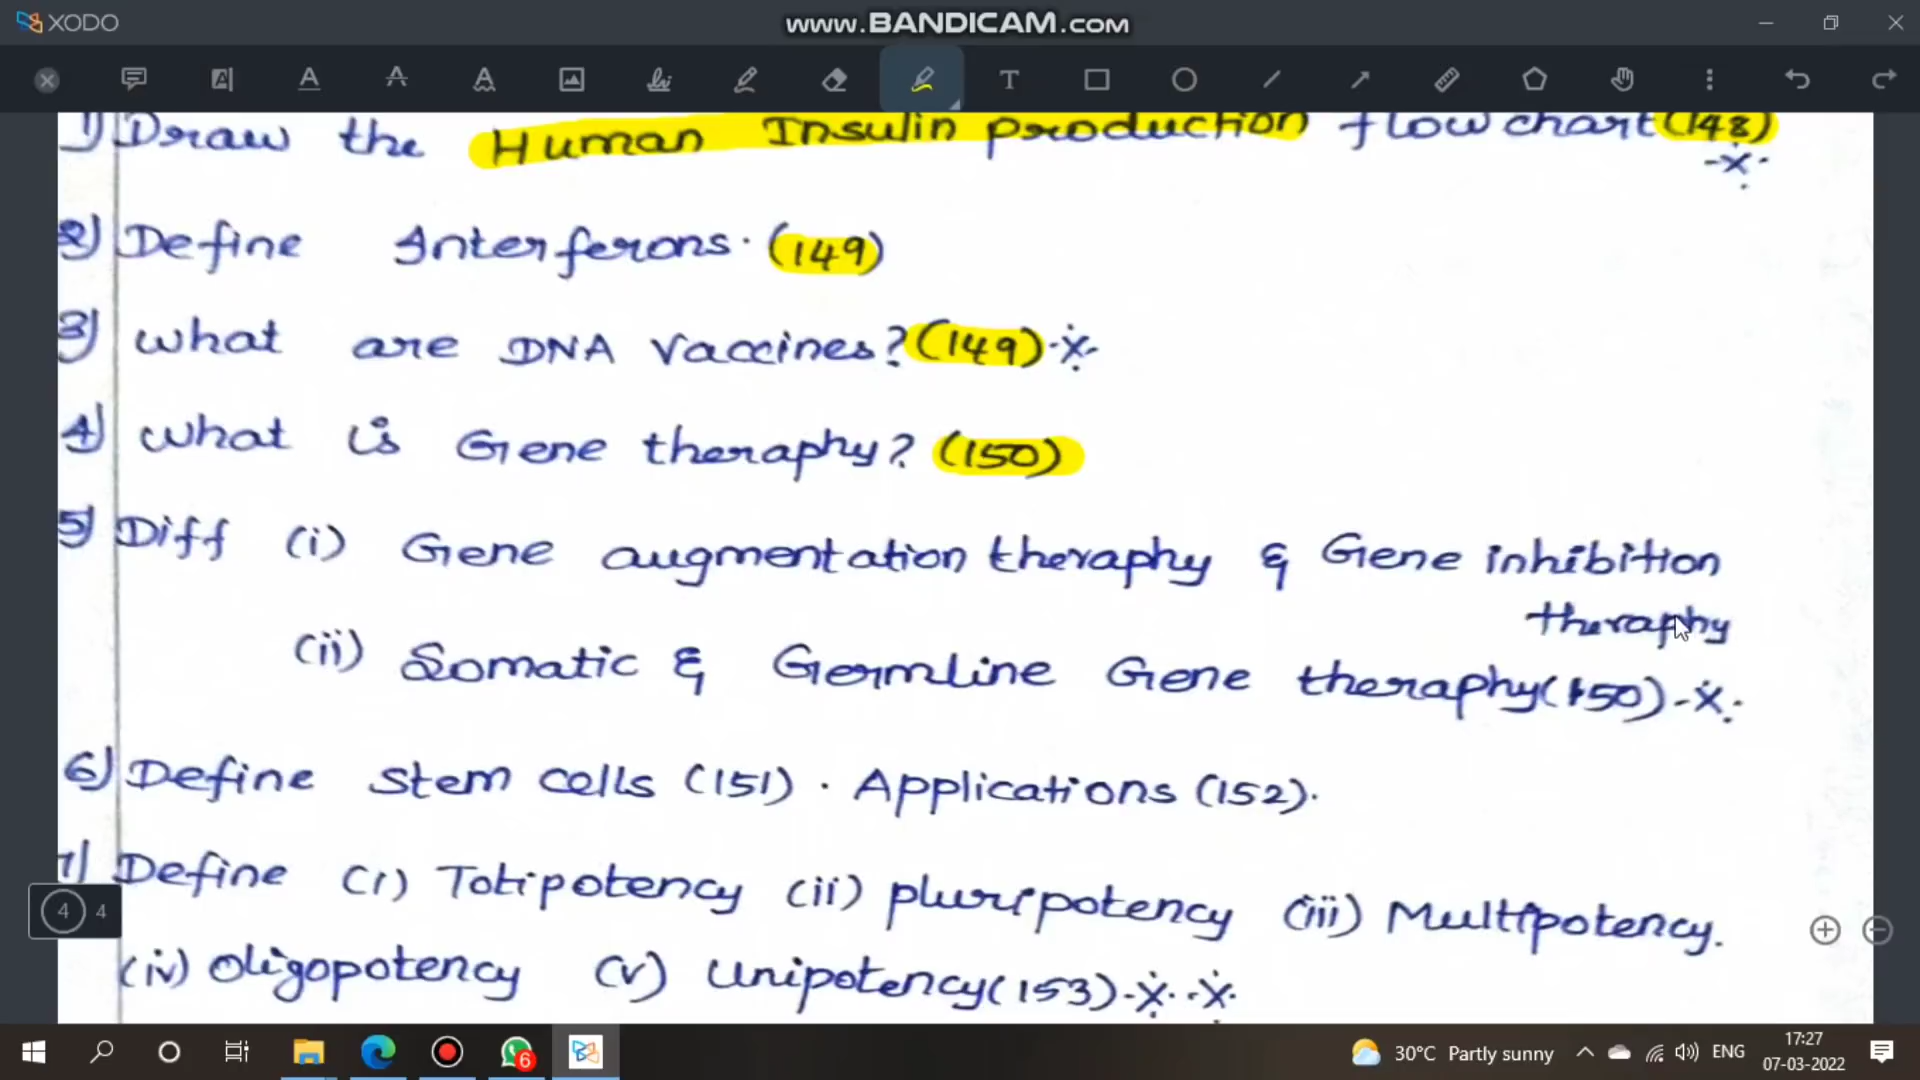 XODO
www.BANDICAM.com
1) Draw the Human Insulin production flow chart (148)
2) Define Interferons. (149)
3) what are DNA vaccines? (149)
4) what is Gene theraphy? (150)
5) Diff (i) Gene augmentation theraphy & Gene inhibition
theraphy
(ii) Somatic & Germline Gene theraphy (150)
6) Define stem cells (151). Applications (152).
7) Define (i) Totipotency (ii) pluripotency (iii) Multipotency.
4 4
(iv) oligopotency (v) unipotency (153)
6
30°C Partly sunny
ENG
17:27
07-03-2022